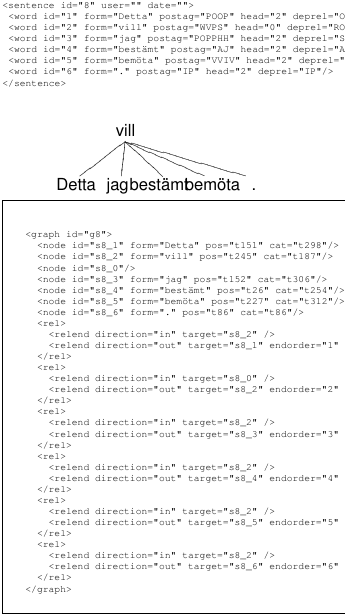 <sentence id="8" user="" date="">
<word id="1" form="Detta" postag="POOP" head="2" deprel="O
<word id="2" form="vill" postag="WVPS" head="0" deprel="RO
<word id="3" form="jag" postag="POPPHH" head="2" deprel="S
<word id="4" form="bestämt" postag="AJ" head="2" deprel="A
<word id="5" form="bemöta" postag="VVIV" head="2" deprel="
<word id="6" form="." postag="IP" head="2" deprel="IP"/>
</sentence>
vill
Detta jag bestämt bemöta .
<graph id="g8">
<node id="s8_1" form="Detta" pos="t151" cat="t298"/>
<node id="s8_2" form="vill" pos="t245" cat="t187"/>
<node id="s8_0"/>
<node id="s8_3" form="jag" pos="t152" cat="t306"/>
<node id="s8_4" form="bestämt" pos="t26" cat="t254"/>
<node id="s8_5" form="bemöta" pos="t227" cat="t312"/>
<node id="s8_6" form="." pos="t86" cat="t86"/>
<rel>
<relend direction="in" target="s8_2" />
<relend direction="out" target="s8_1" endorder="1"
</rel>
<rel>
<relend direction="in" target="s8_0" />
<relend direction="out" target="s8_2" endorder="2"
</rel>
<rel>
<relend direction="in" target="s8_2" />
<relend direction="out" target="s8_3" endorder="3"
</rel>
<rel>
<relend direction="in" target="s8_2" />
<relend direction="out" target="s8_4" endorder="4"
</rel>
<rel>
<relend direction="in" target="s8_2" />
<relend direction="out" target="s8_5" endorder="5"
</rel>
<rel>
<relend direction="in" target="s8_2" />
<relend direction="out" target="s8_6" endorder="6"
</rel>
</graph>